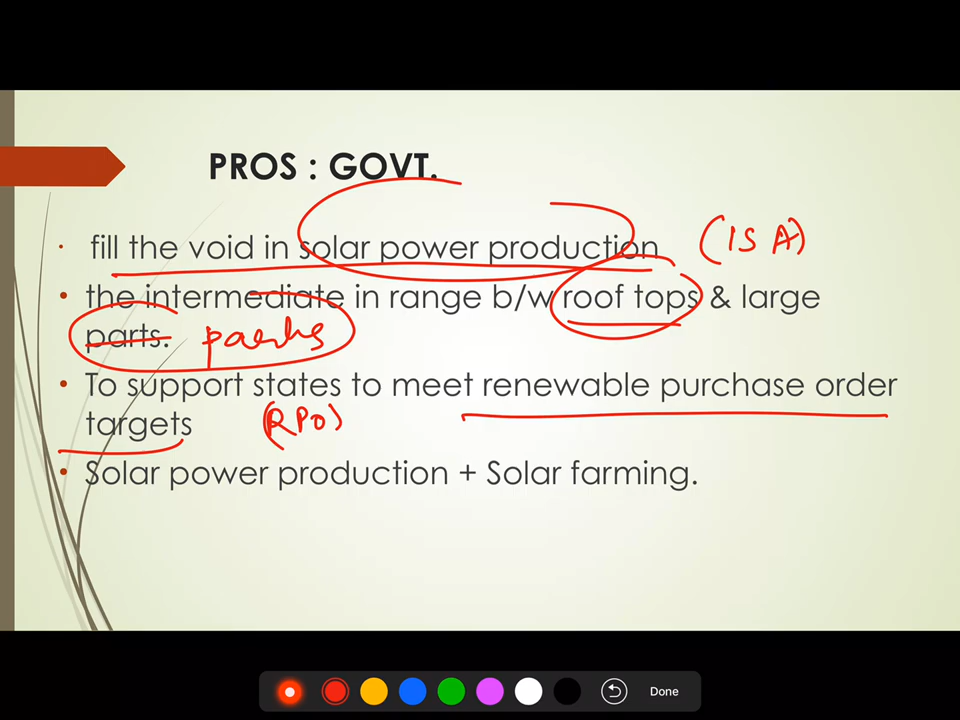 PROS : GOVT.
• fill the void in solar power production (ISA)
• the intermediate in range b/w roof tops & large
parts. parks
• To support states to meet renewable purchase order
targets (RPO)
• Solar power production + Solar farming.
Done